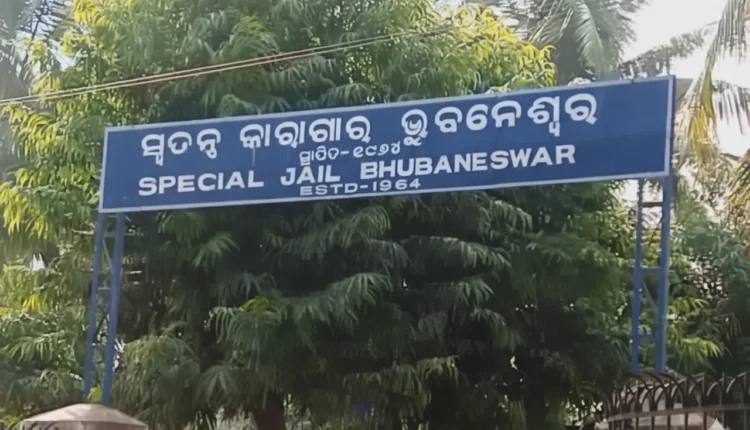 ସ୍ୱତନ୍ତ୍ର କାରାଗାର ଭୁବନେଶ୍ୱର
ସ୍ଥାପିତ-୧୯୬୪
SPECIAL JAIL BHUBANESWAR
ESTD-1964